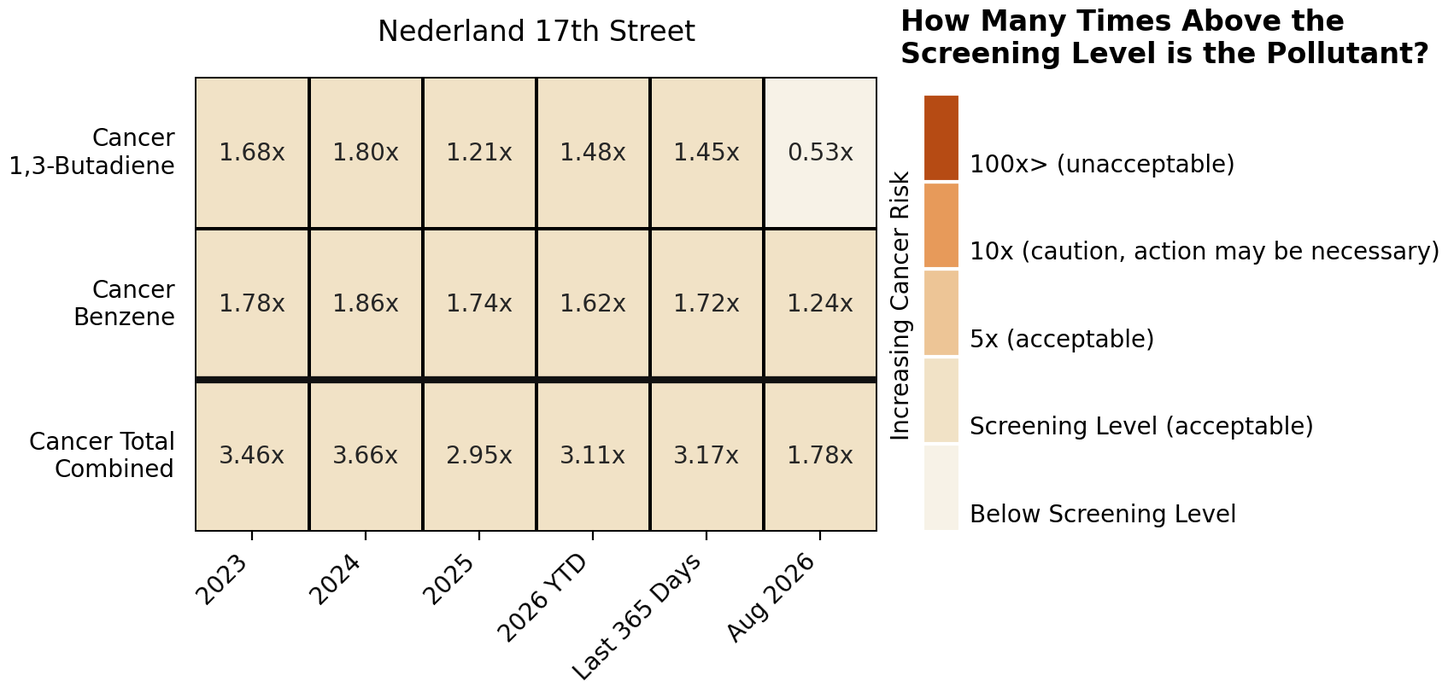 Nederland 17th Street
How Many Times Above the
Screening Level is the Pollutant?
Cancer
1,3-Butadiene
1.68x 1.80x 1.21x 1.48x 1.45x 0.53x
Cancer
Benzene
1.78x 1.86x 1.74x 1.62x 1.72x 1.24x
Cancer Total
Combined
3.46x 3.66x 2.95x 3.11x 3.17x 1.78x
2023 2024 2025 2026 YTD Last 365 Days Aug 2026
Increasing Cancer Risk
100x> (unacceptable)
10x (caution, action may be necessary)
5x (acceptable)
Screening Level (acceptable)
Below Screening Level